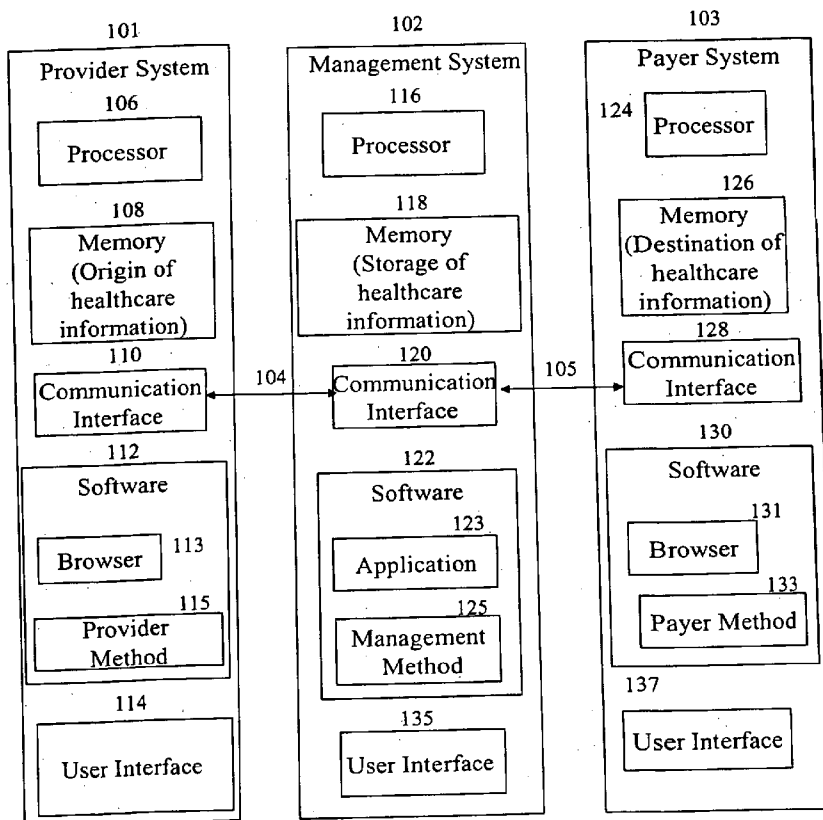 101
Provider System
106
Processor
108
Memory
(Origin of
healthcare
information)
110
Communication
Interface
112
Software
Browser
113
115
Provider
Method
114
User Interface
104
102
Management System
116
Processor
118
Memory
(Storage of
healthcare
information)
120
Communication
Interface
122
Software
123
Application
125
Management
Method
135
User Interface
105
103
Payer System
124
Processor
126
Memory
(Destination of
healthcare
information)
128
Communication
Interface
130
Software
131
Browser
133
Payer Method
137
User Interface